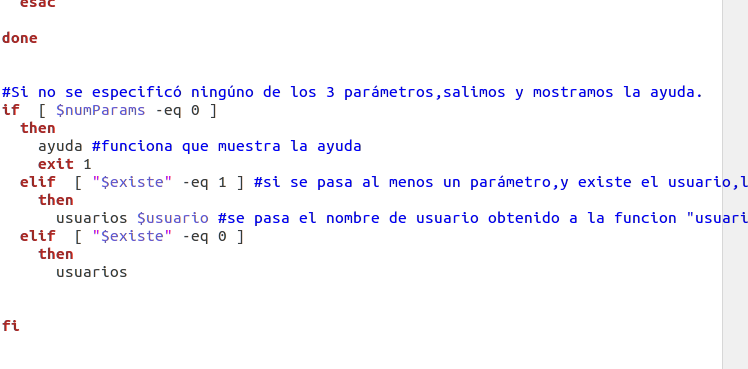 esac
done
#Si no se especificó ningúno de los 3 parámetros,salimos y mostramos la ayuda.
if  [ $numParams -eq 0 ]
  then
    ayuda #funciona que muestra la ayuda
    exit 1
  elif  [ "$existe" -eq 1 ] #si se pasa al menos un parámetro,y existe el usuario,l
    then
      usuarios $usuario #se pasa el nombre de usuario obtenido a la funcion "usuari
  elif  [ "$existe" -eq 0 ]
    then
      usuarios
fi